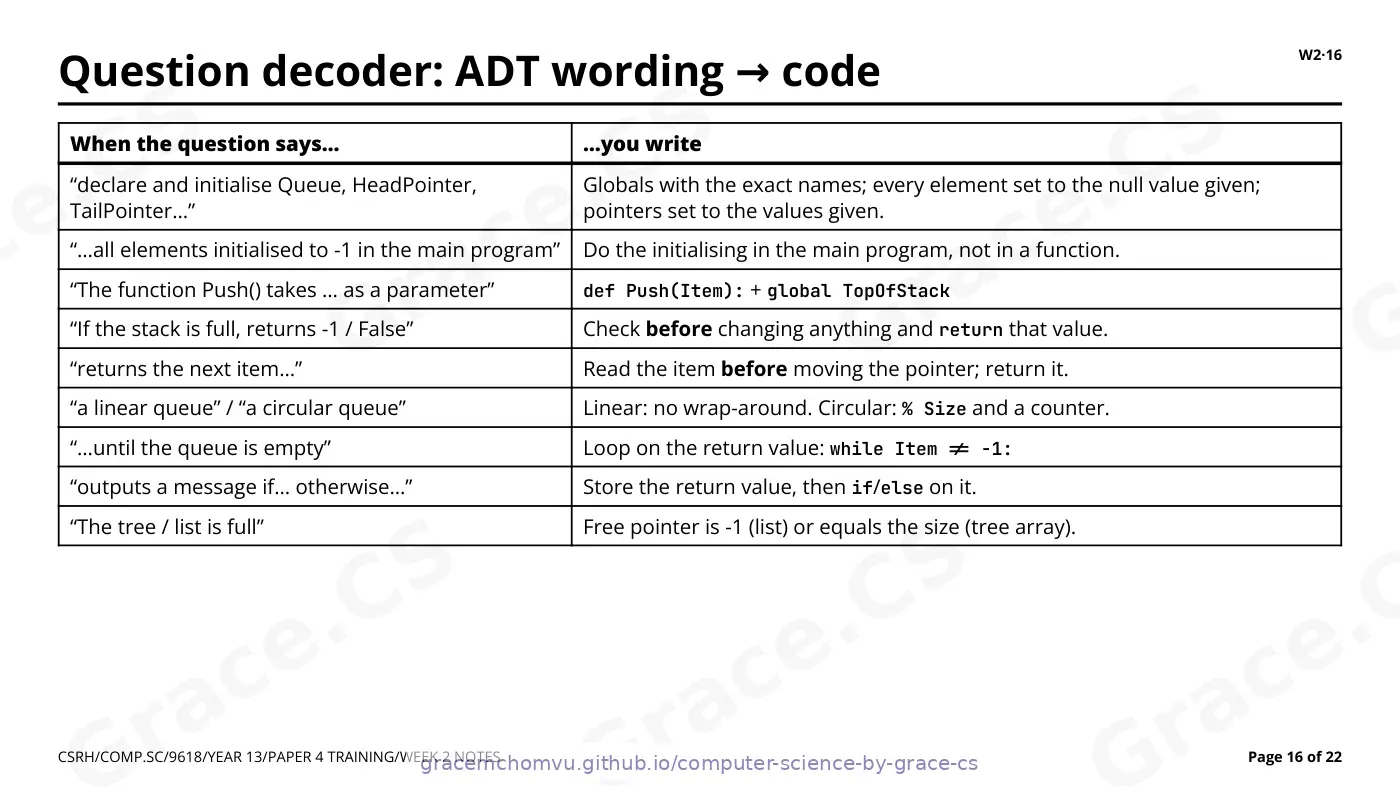 Question decoder: ADT wording → code
W2·16
When the question says…
…you write
“declare and initialise Queue, HeadPointer,
TailPointer…”
Globals with the exact names; every element set to the null value given;
pointers set to the values given.
“…all elements initialised to -1 in the main program”
Do the initialising in the main program, not in a function.
“The function Push() takes … as a parameter”
def Push(Item): + global TopOfStack
“If the stack is full, returns -1 / False”
Check before changing anything and return that value.
“returns the next item…”
Read the item before moving the pointer; return it.
“a linear queue” / “a circular queue”
Linear: no wrap-around. Circular: % Size and a counter.
“…until the queue is empty”
Loop on the return value: while Item ≠ -1:
“outputs a message if… otherwise…”
Store the return value, then if/else on it.
“The tree / list is full”
Free pointer is -1 (list) or equals the size (tree array).
Grace.CS
CSRH/COMP.SC/9618/YEAR 13/PAPER 4 TRAINING/WEEK 2 NOTES
gracemchomvu.github.io/computer-science-by-grace-cs
Page 16 of 22